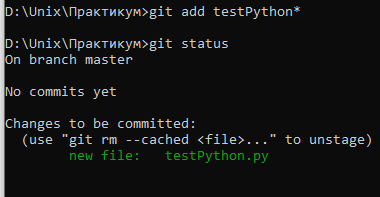 D:\Unix\Практикум>git add testPython*
D:\Unix\Практикум>git status
On branch master
No commits yet
Changes to be committed:
(use "git rm --cached <file>..." to unstage)
new file:   testPython.py